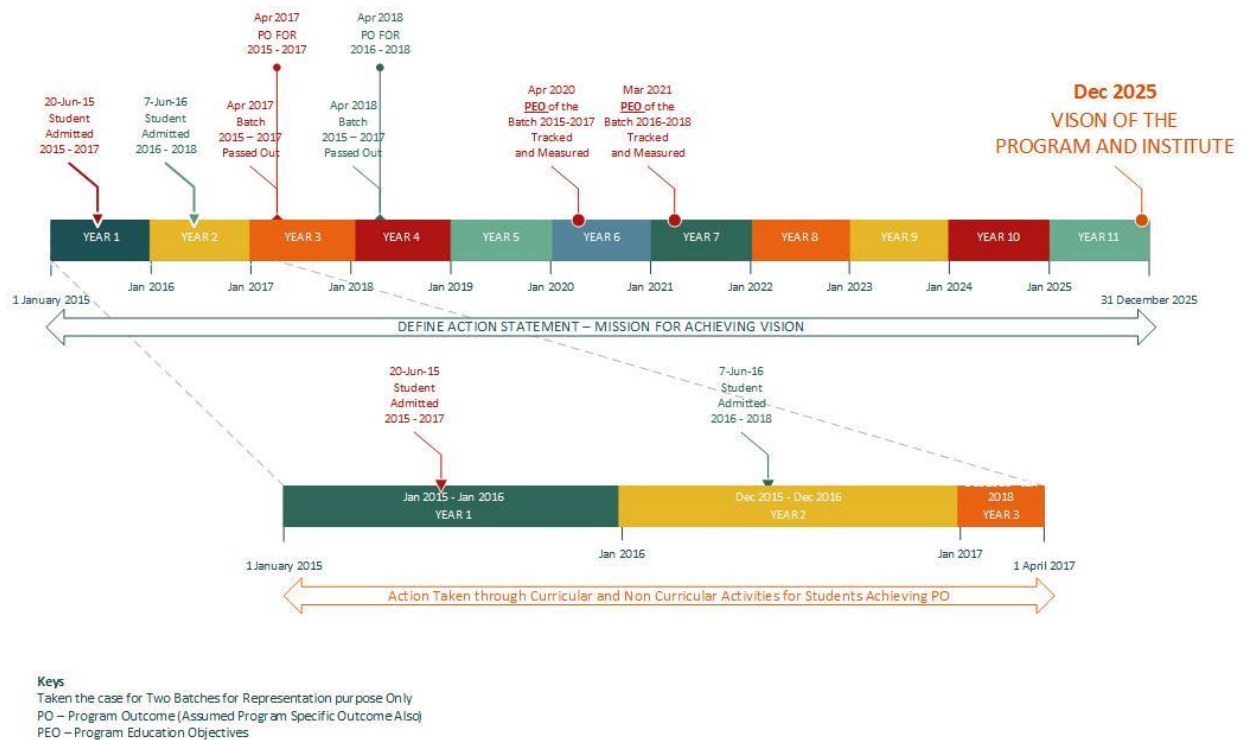 Apr 2017
PO FOR
2015 - 2017
Apr 2018
PO FOR
2016 - 2018
20-Jun-15
Student
Admitted
2015 - 2017
7-Jun-16
Student
Admitted
2016 - 2018
Apr 2017
Batch
2015 – 2017
Passed Out
Apr 2018
Batch
2015 – 2017
Passed Out
Apr 2020
PEO of the
Batch 2015-2017
Tracked
and Measured
Mar 2021
PEO of the
Batch 2016-2018
Tracked
and Measured
Dec 2025
VISON OF THE
PROGRAM AND INSTITUTE
YEAR 1
YEAR 2
YEAR 3
YEAR 4
YEAR 5
YEAR 6
YEAR 7
YEAR 8
YEAR 9
YEAR 10
YEAR 11
1 January 2015
Jan 2016
Jan 2017
Jan 2018
Jan 2019
Jan 2020
Jan 2021
Jan 2022
Jan 2023
Jan 2024
Jan 2025
31 December 2025
DEFINE ACTION STATEMENT – MISSION FOR ACHIEVING VISION
20-Jun-15
Student
Admitted
2015 - 2017
7-Jun-16
Student
Admitted
2016 - 2018
Jan 2015 - Jan 2016
YEAR 1
Dec 2015 - Dec 2016
YEAR 2
2018
YEAR 3
1 January 2015
Jan 2016
Jan 2017
1 April 2017
Action Taken through Curricular and Non Curricular Activities for Students Achieving PO
Keys
Taken the case for Two Batches for Representation purpose Only
PO – Program Outcome (Assumed Program Specific Outcome Also)
PEO – Program Education Objectives